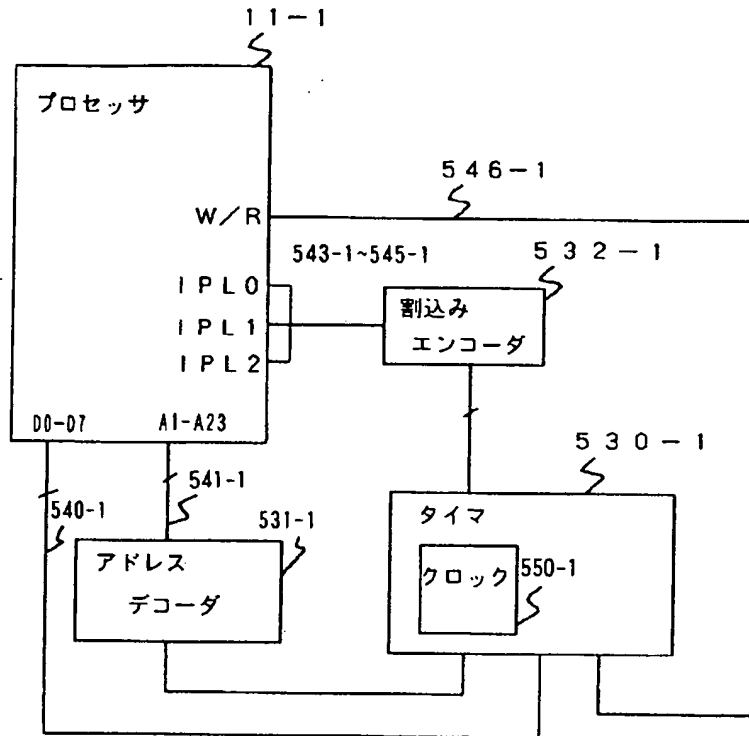 11-1
プロセッサ
546-1
W/R
543-1~545-1
532-1
IPL0
割込み
IPL1
エンコーダ
IPL2
D0-D7
A1-A23
530-1
541-1
540-1
531-1
タイマ
アドレス
クロック
550-1
デコーダ